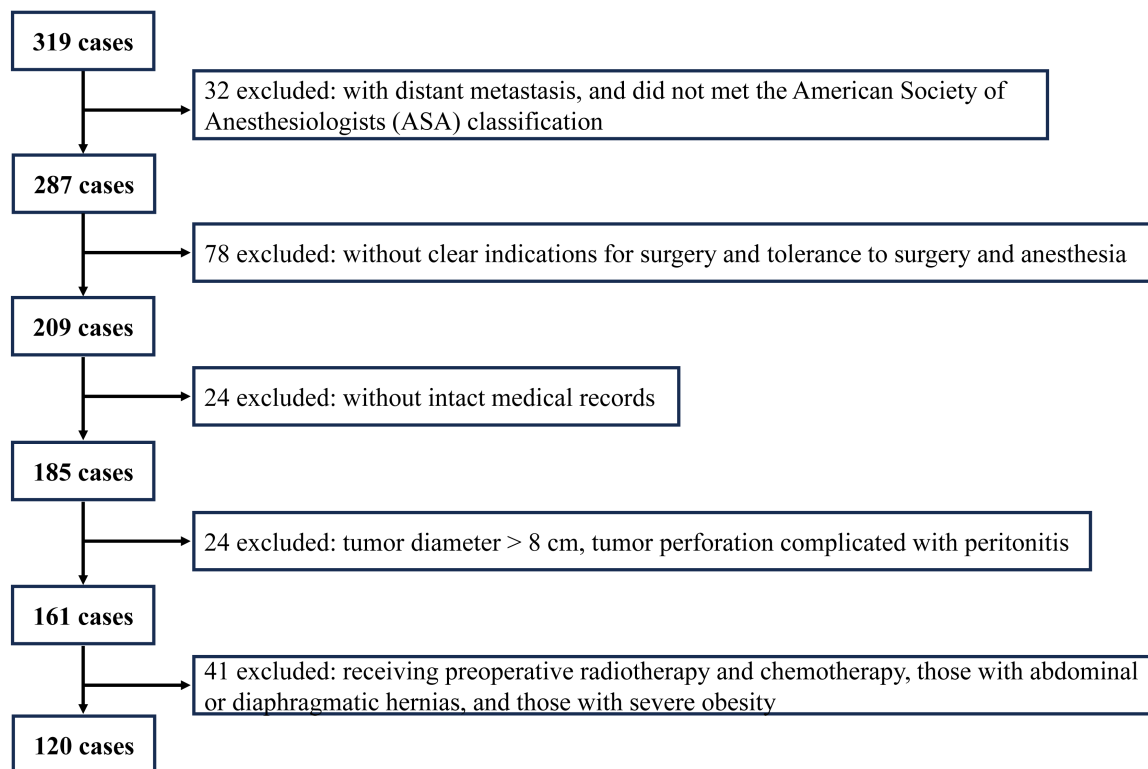 319 cases
32 excluded: with distant metastasis, and did not met the American Society of
Anesthesiologists (ASA) classification
287 cases
78 excluded: without clear indications for surgery and tolerance to surgery and anesthesia
209 cases
24 excluded: without intact medical records
185 cases
24 excluded: tumor diameter > 8 cm, tumor perforation complicated with peritonitis
161 cases
41 excluded: receiving preoperative radiotherapy and chemotherapy, those with abdominal
or diaphragmatic hernias, and those with severe obesity
120 cases